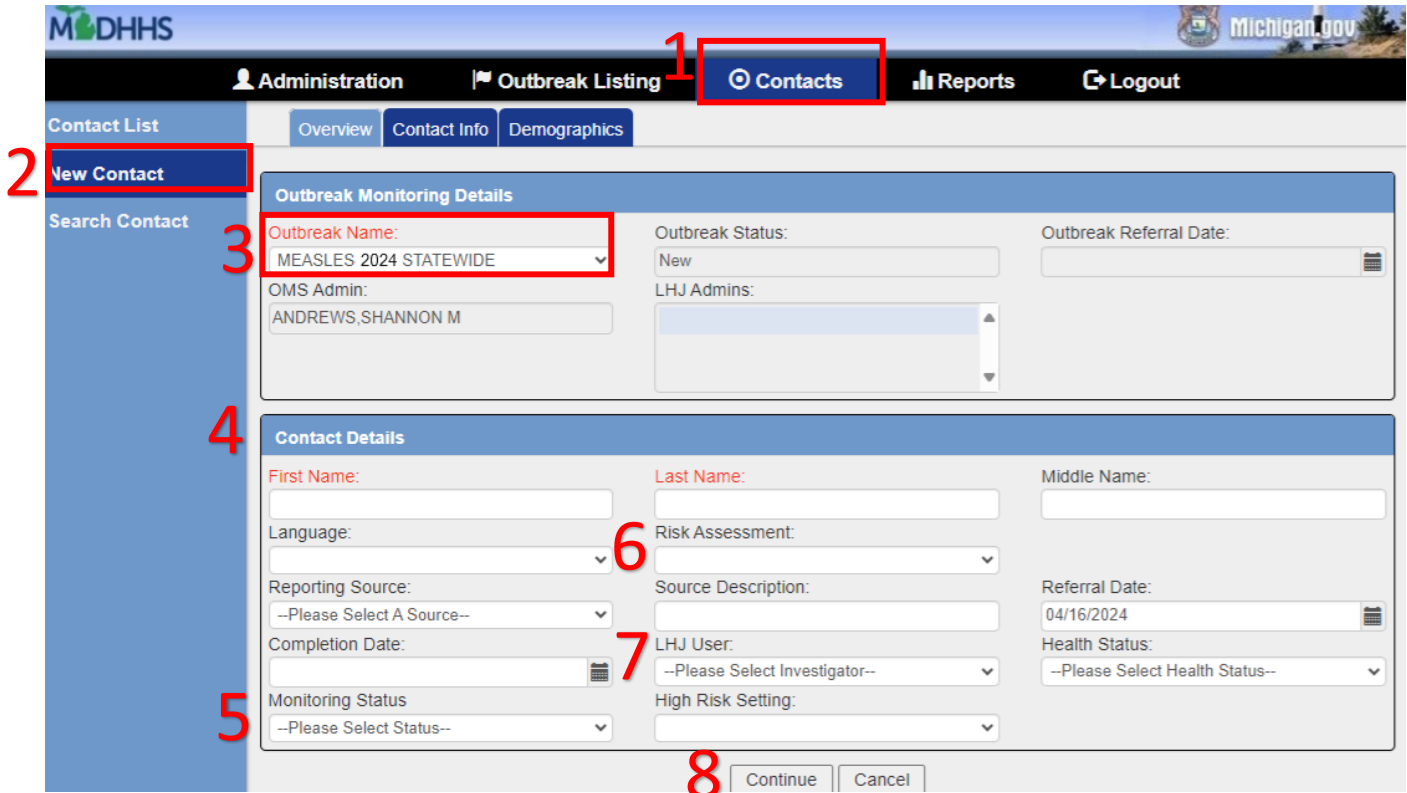 MDHHS
Michigan.gov
1
Administration Outbreak Listing Contacts Reports Logout
Contact List
Overview Contact Info Demographics
2
New Contact
Search Contact
Outbreak Monitoring Details
3
Outbreak Name: Outbreak Status: Outbreak Referral Date:
MEASLES 2024 STATEWIDE New
OMS Admin: LHJ Admins:
ANDREWS,SHANNON M
4
Contact Details
First Name: Last Name: Middle Name:
Language: 6 Risk Assessment:
Reporting Source: Source Description: Referral Date:
--Please Select A Source-- 04/16/2024
Completion Date: 7 LHJ User: Health Status:
--Please Select Investigator-- --Please Select Health Status--
5 Monitoring Status High Risk Setting:
--Please Select Status--
8 Continue Cancel